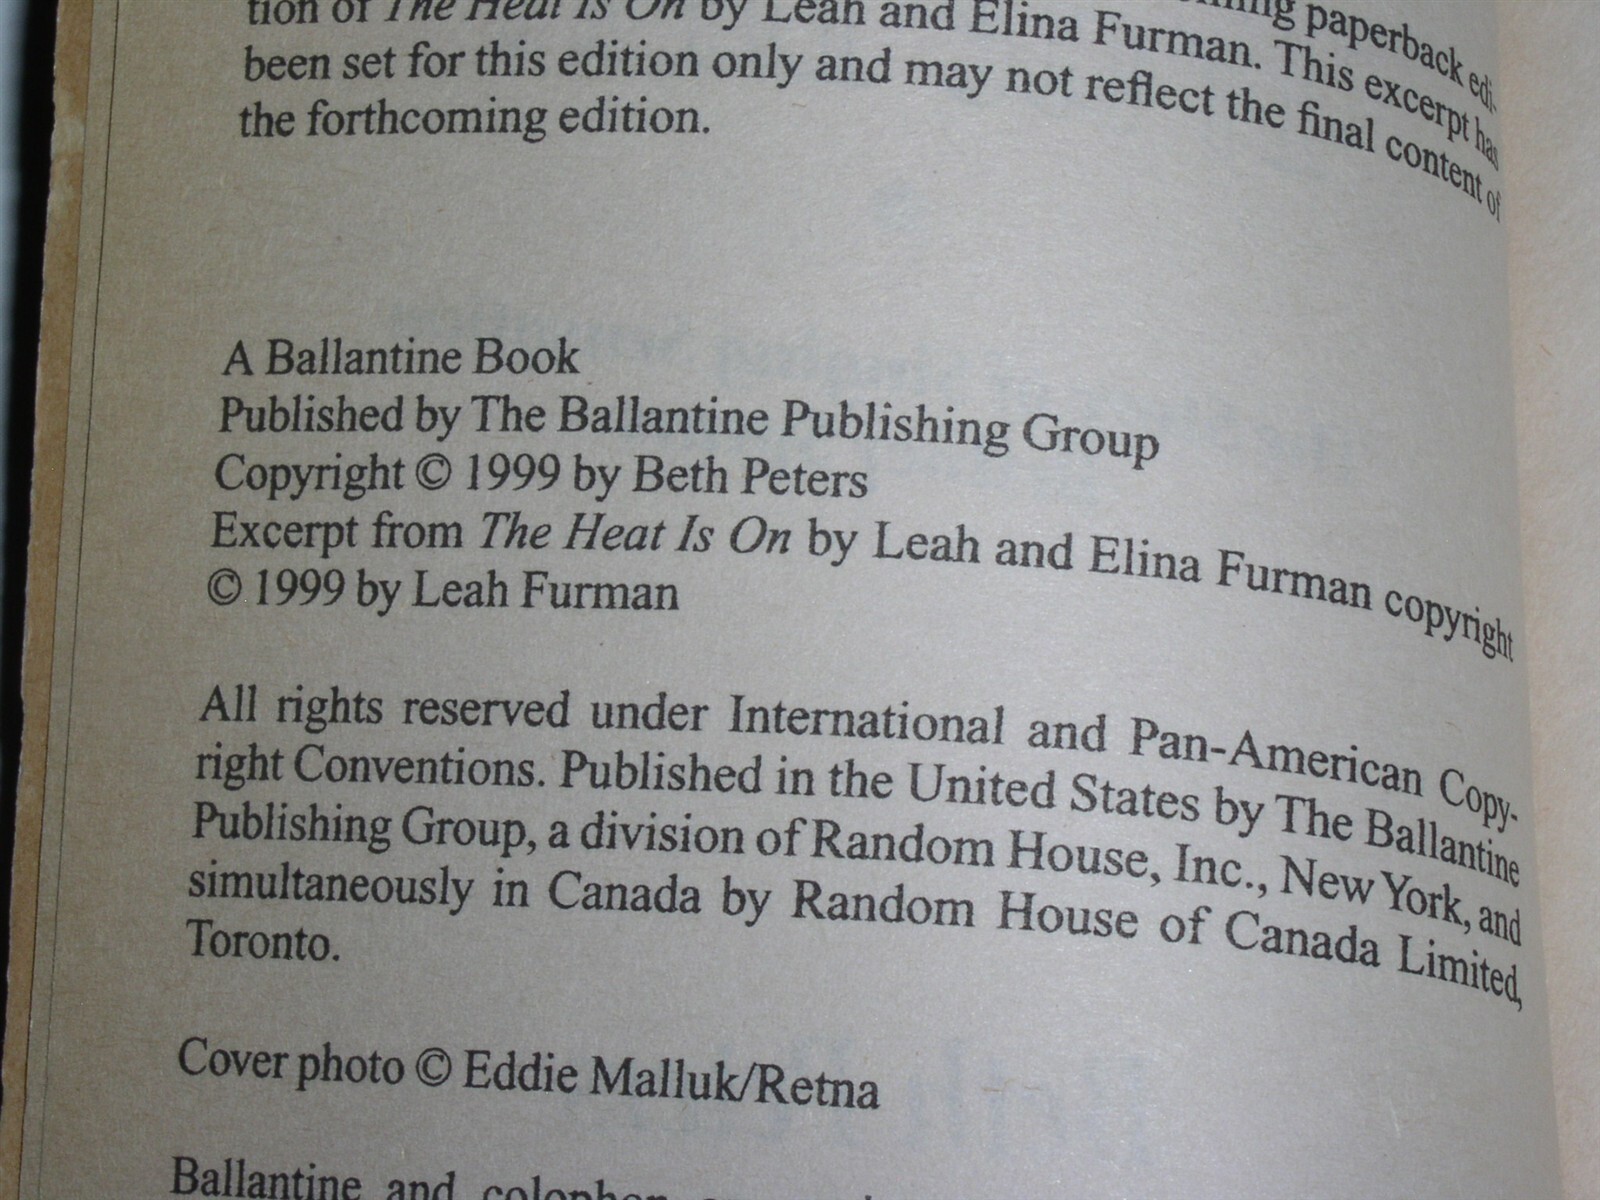 tion of The Heat Is On by Leah and Elina Furman. This excerpt has
paperback edi-
been set for this edition only and may not reflect the final content of
the forthcoming edition.
A Ballantine Book
Published by The Ballantine Publishing Group
Copyright © 1999 by Beth Peters
Excerpt from The Heat Is On by Leah and Elina Furman copyright
© 1999 by Leah Furman
All rights reserved under International and Pan-American Copy-
right Conventions. Published in the United States by The Ballantine
Publishing Group, a division of Random House, Inc., New York, and
simultaneously in Canada by Random House of Canada Limited,
Toronto.
Cover photo © Eddie Malluk/Retna
Ballantine and colophon